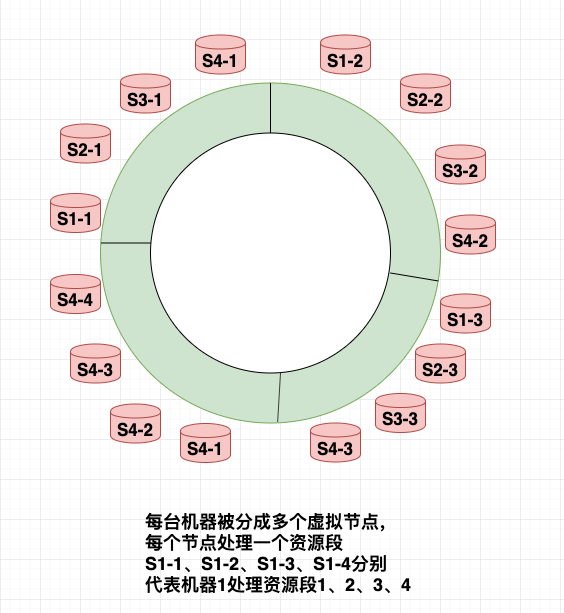 S4-1
S1-2
S3-1
S2-2
S2-1
S3-2
S1-1
S4-2
S4-4
S1-3
S4-3
S2-3
S4-2
S3-3
S4-1
S4-3
每台机器被分成多个虚拟节点,
每个节点处理一个资源段
S1-1、S1-2、S1-3、S1-4分别
代表机器1处理资源段1、2、3、4